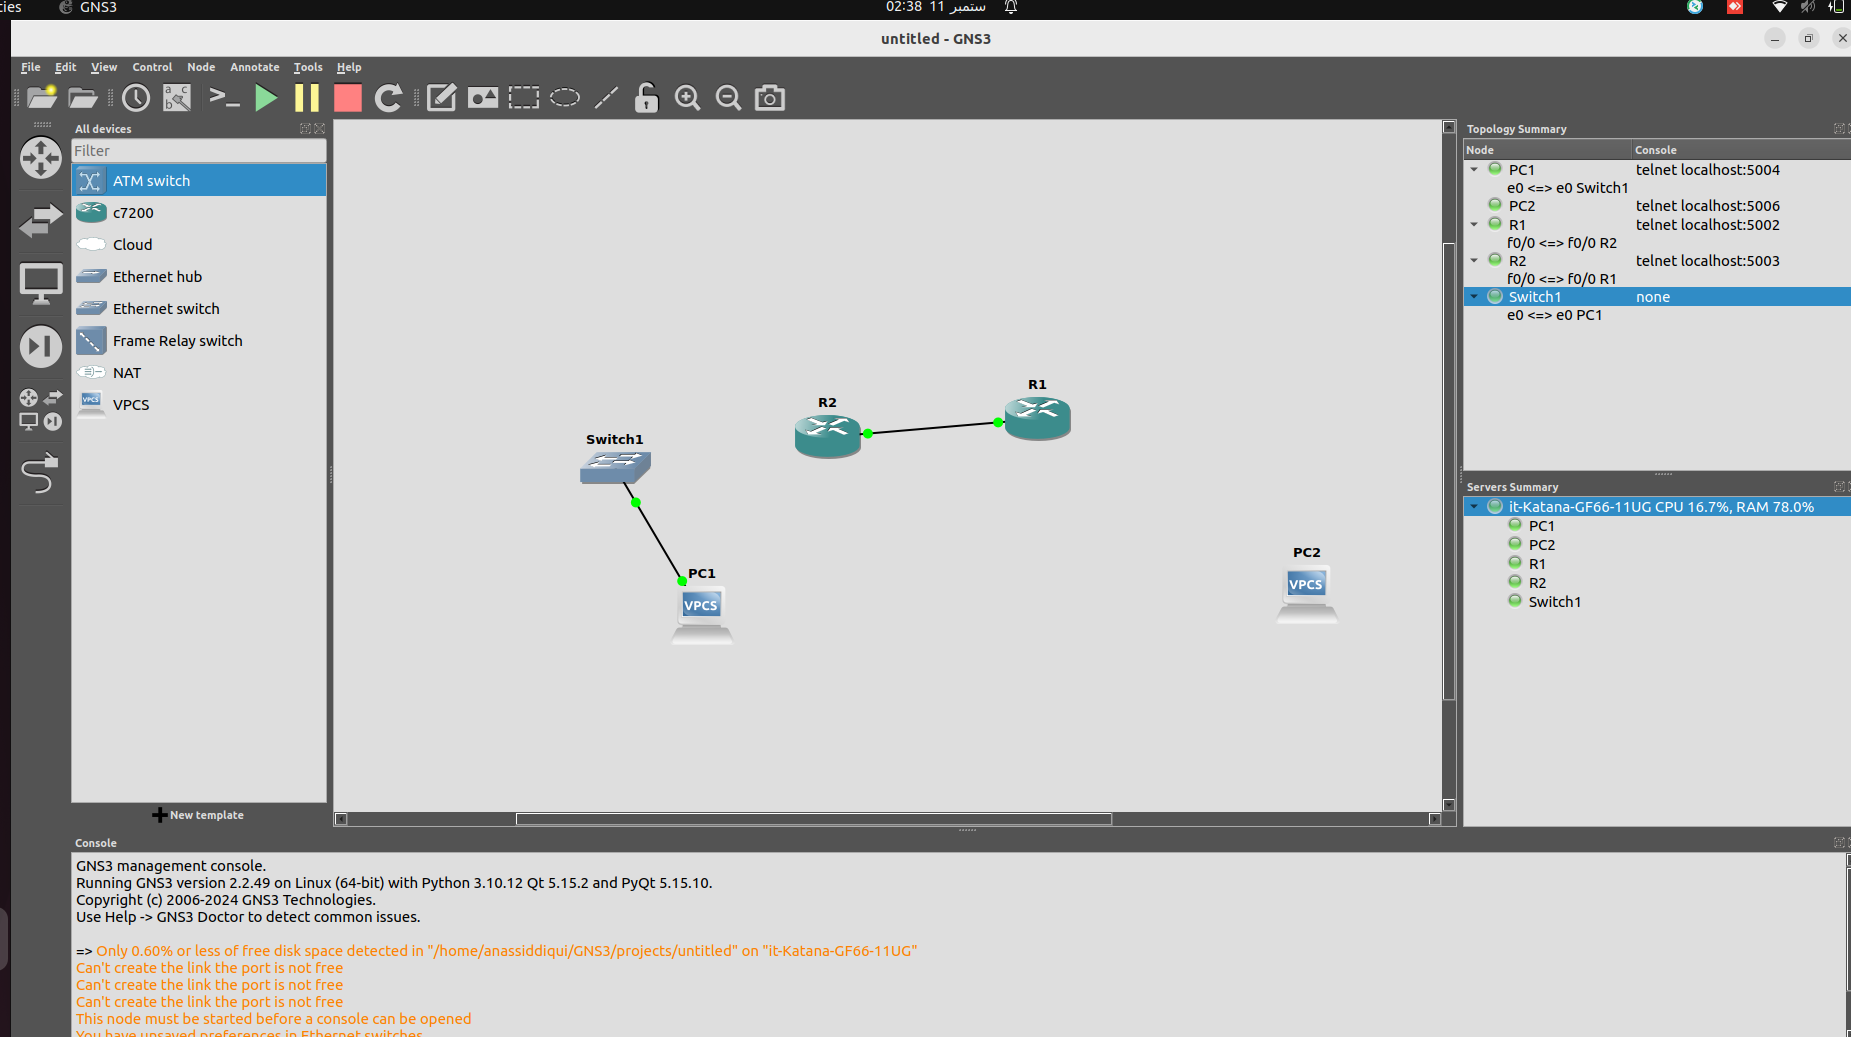 ties GNS3 02:38 11 ستمبر
untitled - GNS3
File Edit View Control Node Annotate Tools Help
All devices
Filter
ATM switch
c7200
Cloud
Ethernet hub
Ethernet switch
Frame Relay switch
NAT
VPCS
New template
R1
R2
Switch1
PC1
VPCS
PC2
VPCS
Topology Summary
Node Console
PC1 telnet localhost:5004
e0 <=> e0 Switch1
PC2 telnet localhost:5006
R1 telnet localhost:5002
f0/0 <=> f0/0 R2
R2 telnet localhost:5003
f0/0 <=> f0/0 R1
Switch1 none
e0 <=> e0 PC1
Servers Summary
it-Katana-GF66-11UG CPU 16.7%, RAM 78.0%
PC1
PC2
R1
R2
Switch1
Console
GNS3 management console.
Running GNS3 version 2.2.49 on Linux (64-bit) with Python 3.10.12 Qt 5.15.2 and PyQt 5.15.10.
Copyright (c) 2006-2024 GNS3 Technologies.
Use Help -> GNS3 Doctor to detect common issues.
=> Only 0.60% or less of free disk space detected in "/home/anassiddiqui/GNS3/projects/untitled" on "it-Katana-GF66-11UG"
Can't create the link the port is not free
Can't create the link the port is not free
Can't create the link the port is not free
This node must be started before a console can be opened
You have unsaved preferences in Ethernet switches.